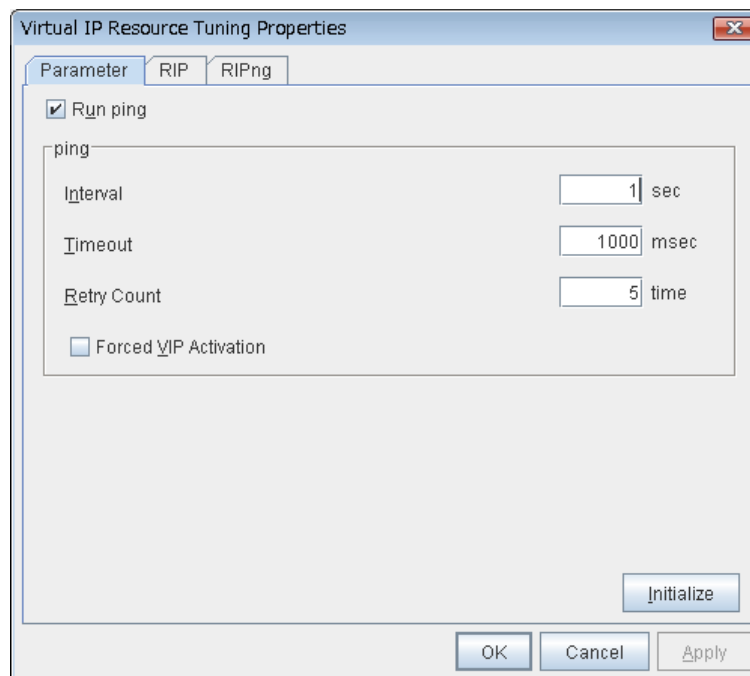 Virtual IP Resource Tuning Properties
Parameter RIP RIPng
Run ping
ping
Interval 1 sec
Timeout 1000 msec
Retry Count 5 time
Forced VIP Activation
Initialize
OK Cancel Apply